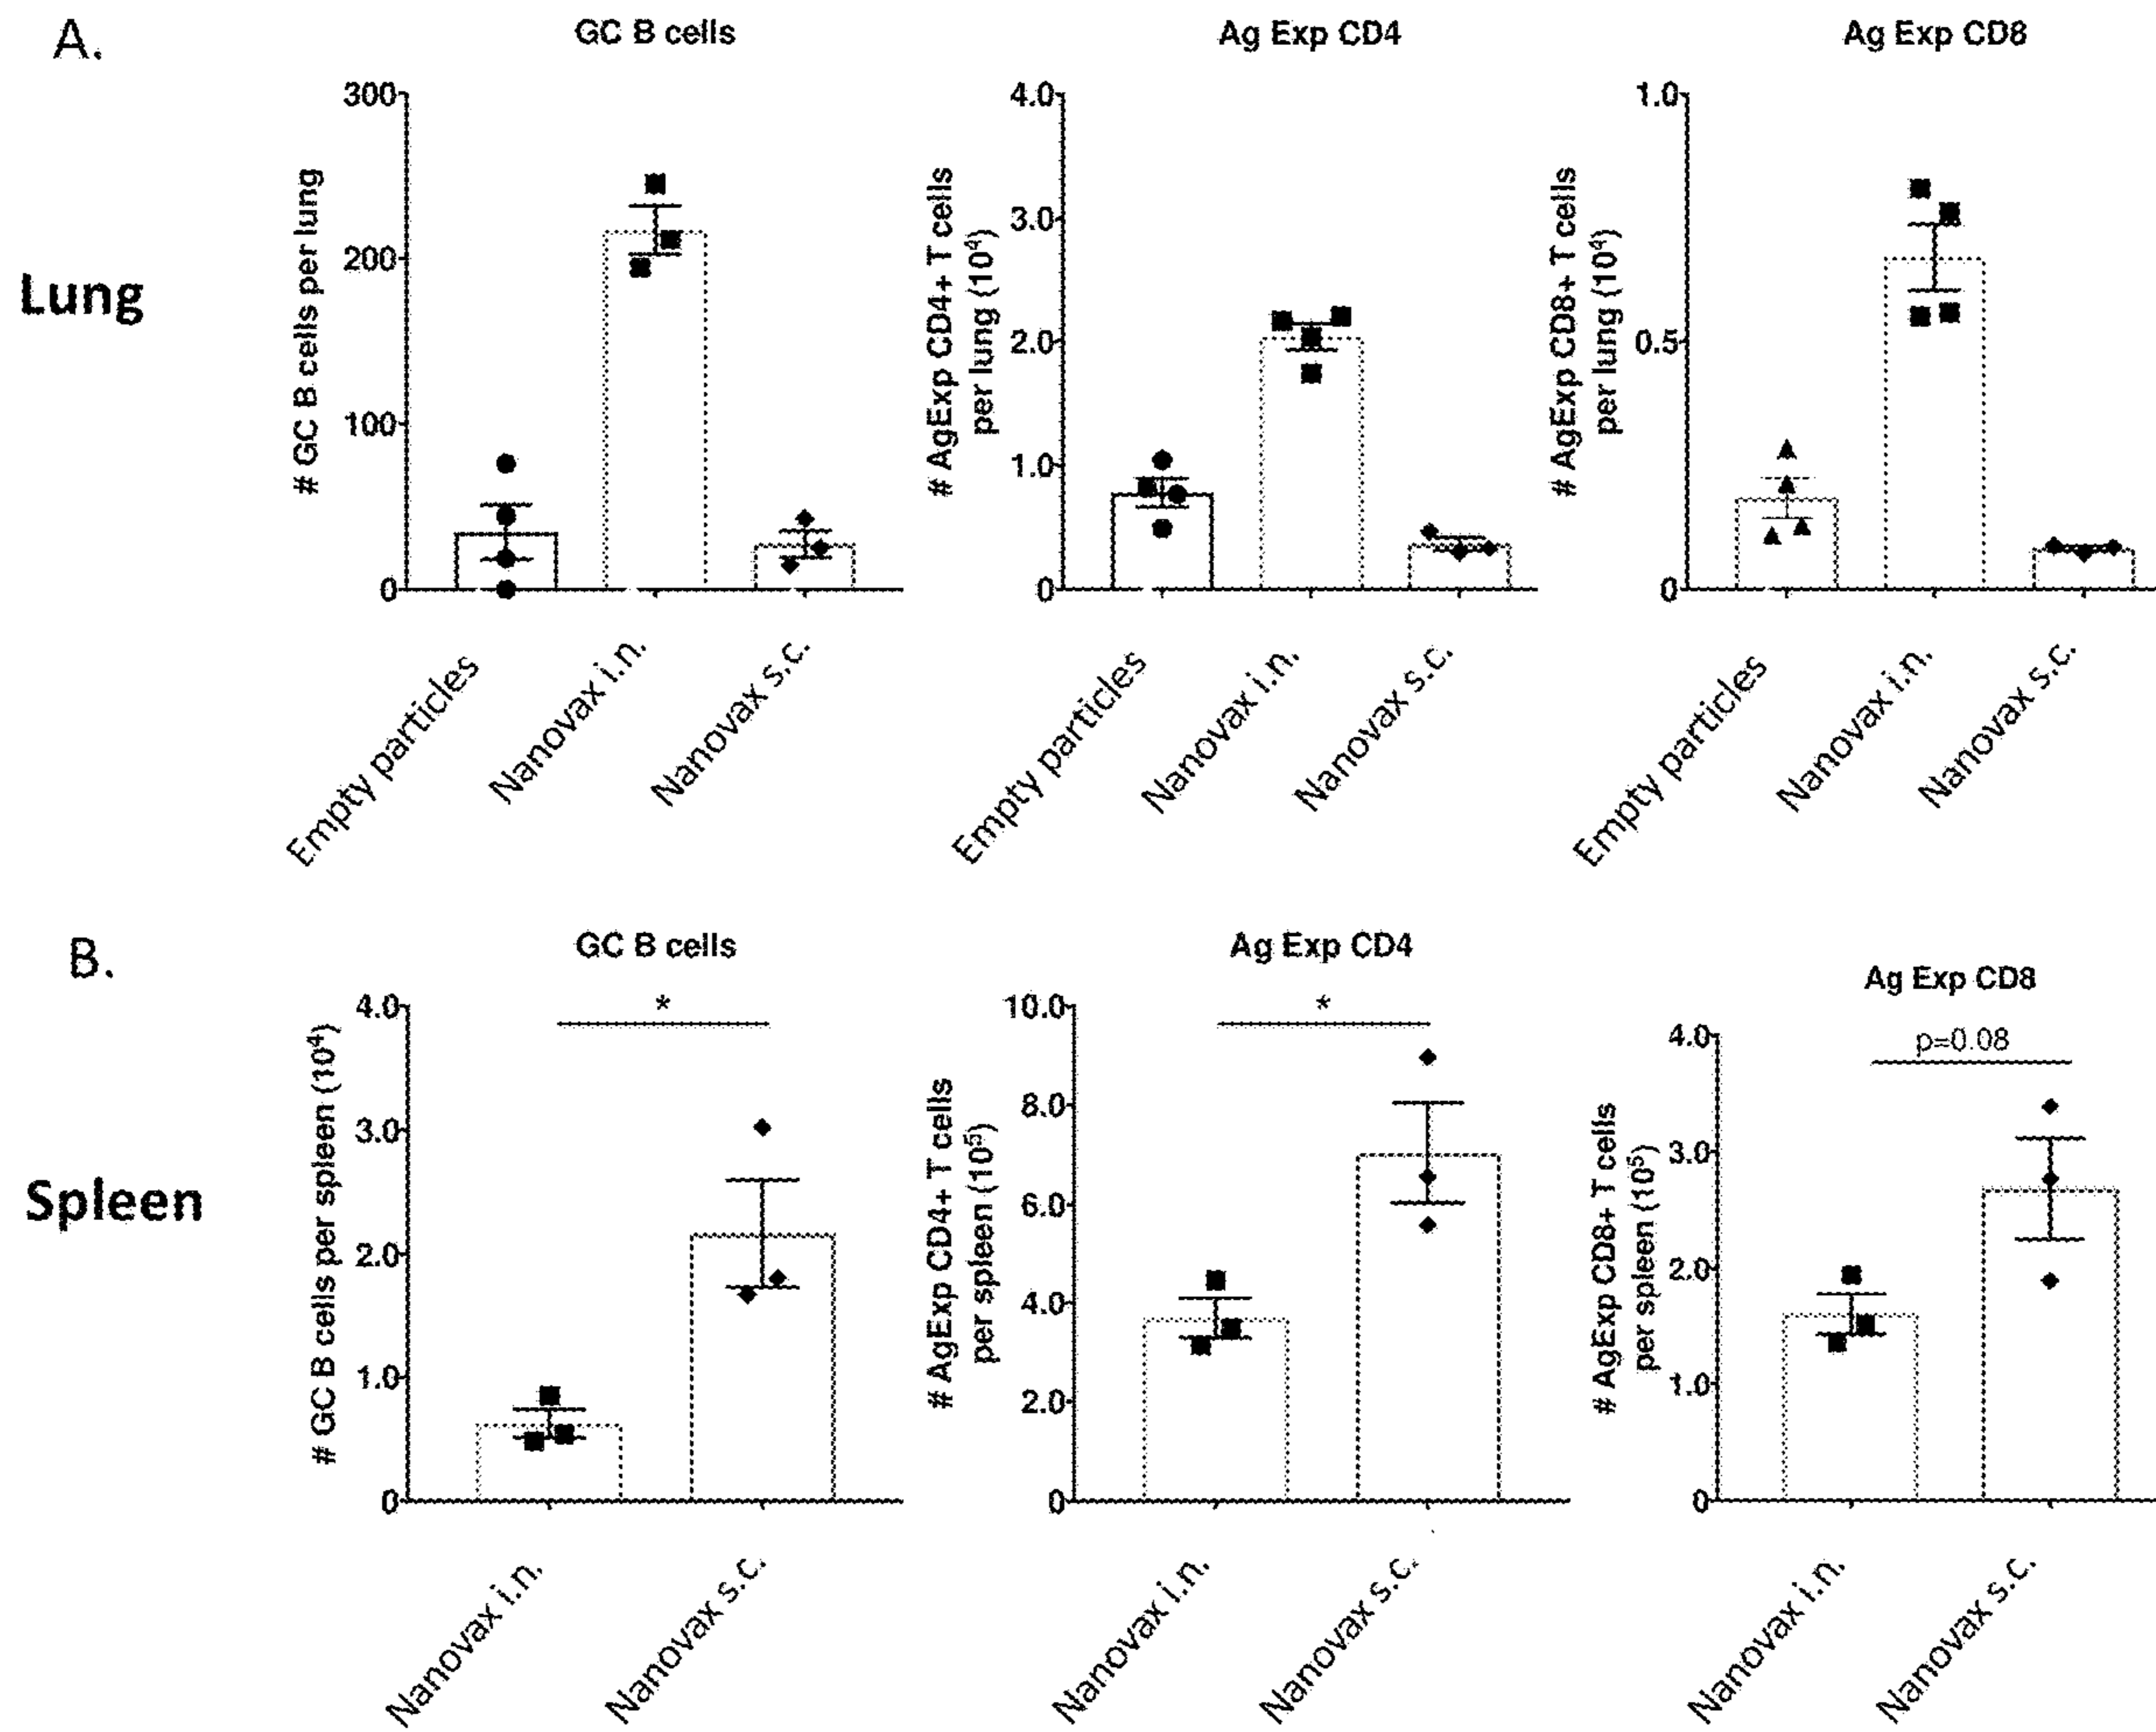 A.
Lung
GC B cells
# GC B cells per lung
300
200
100
0
Empty particles
Nanovax i.n.
Nanovax s.c.
Ag Exp CD4
# AgExp CD4+ T cells
per lung (10⁴)
4.0
3.0
2.0
1.0
0
Empty particles
Nanovax i.n.
Nanovax s.c.
Ag Exp CD8
# AgExp CD8+ T cells
per lung (10⁴)
1.0
0.5
0
Empty particles
Nanovax i.n.
Nanovax s.c.
B.
Spleen
GC B cells
# GC B cells per spleen (10⁴)
4.0
3.0
2.0
1.0
0
*
Nanovax i.n.
Nanovax s.c.
Ag Exp CD4
# AgExp CD4+ T cells
per spleen (10⁵)
10.0
8.0
6.0
4.0
2.0
0
*
Nanovax i.n.
Nanovax s.c.
Ag Exp CD8
# AgExp CD8+ T cells
per spleen (10⁵)
4.0
3.0
2.0
1.0
0
p=0.08
Nanovax i.n.
Nanovax s.c.